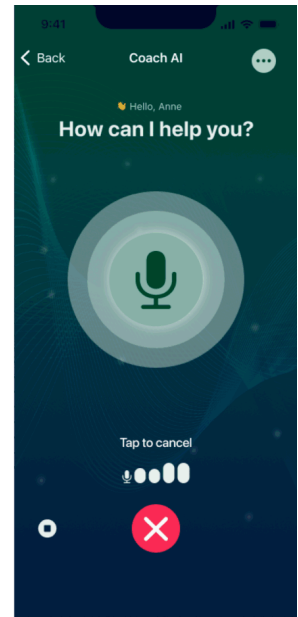 9:41
Back
Coach AI
👋 Hello, Anne
How can I help you?
Tap to cancel